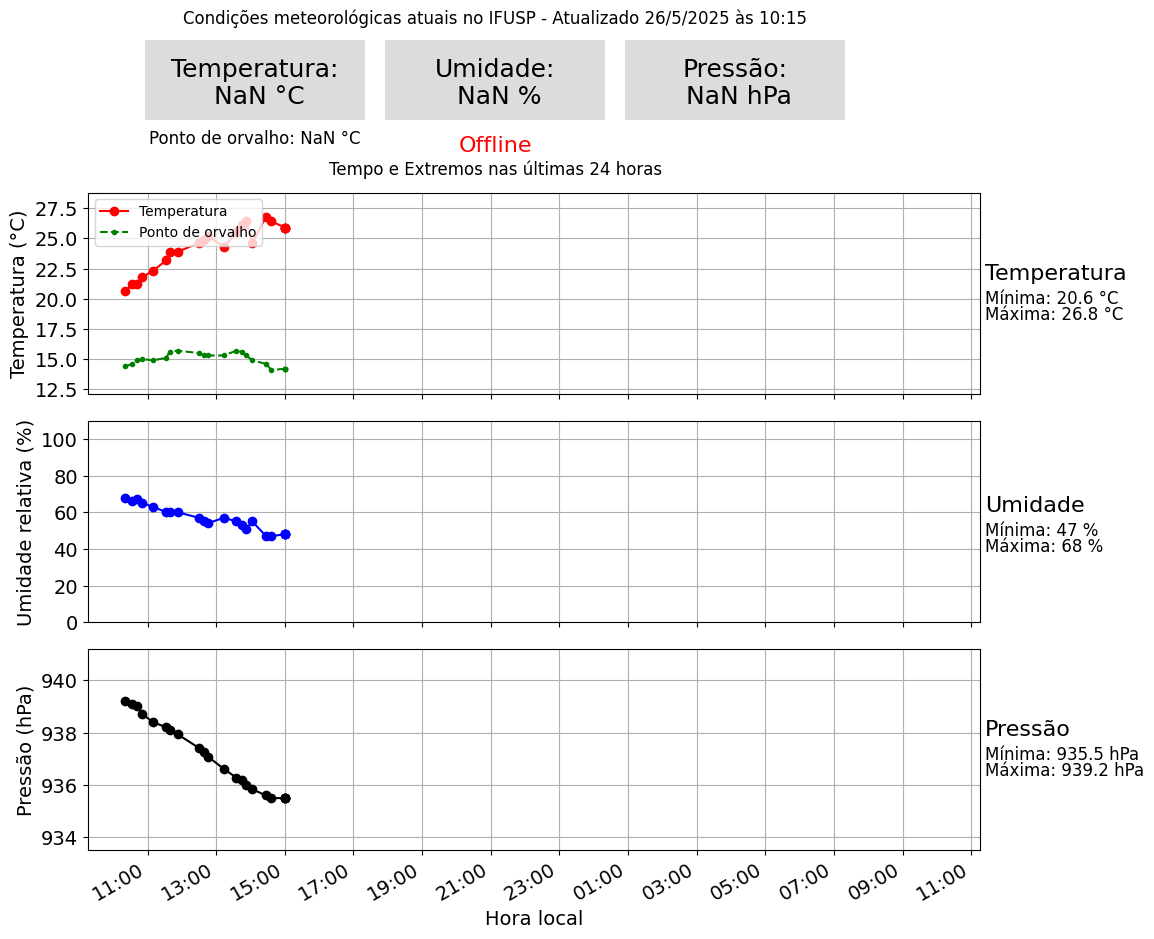 Condições meteorológicas atuais no IFUSP - Atualizado 26/5/2025 às 10:15
Temperatura:
NaN °C
Umidade:
NaN %
Pressão:
NaN hPa
Ponto de orvalho: NaN °C
Offline
Tempo e Extremos nas últimas 24 horas
Temperatura (°C)
27.5
25.0
22.5
20.0
17.5
15.0
12.5
Temperatura
Ponto de orvalho
Temperatura
Mínima: 20.6 °C
Máxima: 26.8 °C
Umidade relativa (%)
100
80
60
40
20
0
Umidade
Mínima: 47 %
Máxima: 68 %
Pressão (hPa)
940
938
936
934
Pressão
Mínima: 935.5 hPa
Máxima: 939.2 hPa
11:00 13:00 15:00 17:00 19:00 21:00 23:00 01:00 03:00 05:00 07:00 09:00 11:00
Hora local